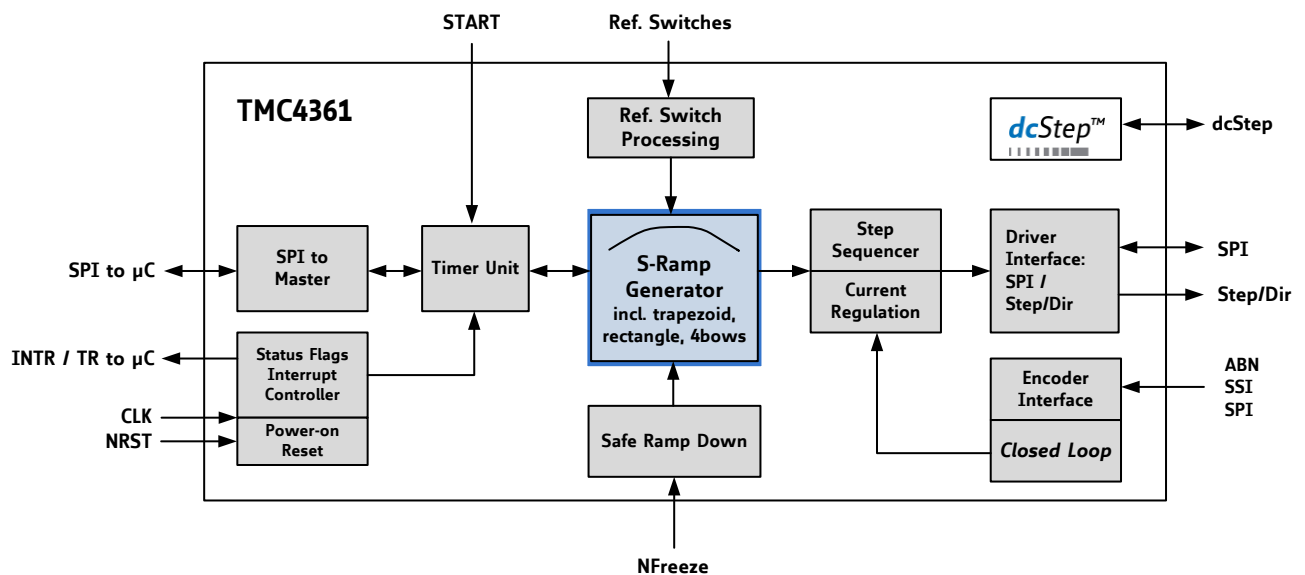 START
Ref. Switches
TMC4361
Ref. Switch
Processing
dcStep™
dcStep
SPI to µC
SPI to
Master
Timer Unit
S-Ramp
Generator
incl. trapezoid,
rectangle, 4bows
Step
Sequencer
Current
Regulation
Driver
Interface:
SPI /
Step/Dir
SPI
Step/Dir
INTR / TR to µC
Status Flags
Interrupt
Controller
CLK
NRST
Power-on
Reset
Safe Ramp Down
Encoder
Interface
Closed Loop
ABN
SSI
SPI
NFreeze